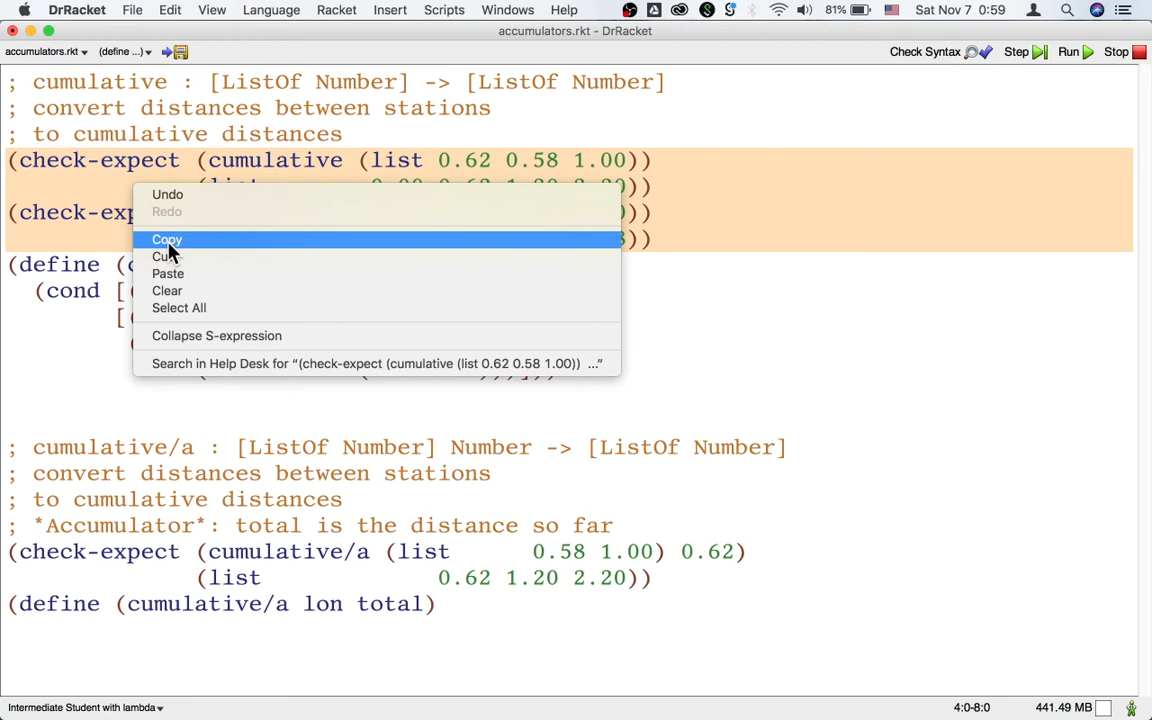 DrRacket File Edit View Language Racket Insert Scripts Windows Help 81% Sat Nov 7 0:59
accumulators.rkt - DrRacket
accumulators.rkt (define ...) Check Syntax Step Run Stop
; cumulative : [ListOf Number] -> [ListOf Number]
; convert distances between stations
; to cumulative distances
(check-expect (cumulative (list 0.62 0.58 1.00))
))
(check-exp ))
))
(define (c
(cond [(
[(
Undo
Redo
Copy
Cut
Paste
Clear
Select All
Collapse S-expression
Search in Help Desk for “(check-expect (cumulative (list 0.62 0.58 1.00)) ...”
; cumulative/a : [ListOf Number] Number -> [ListOf Number]
; convert distances between stations
; to cumulative distances
; *Accumulator*: total is the distance so far
(check-expect (cumulative/a (list 0.58 1.00) 0.62)
(list 0.62 1.20 2.20))
(define (cumulative/a lon total)
Intermediate Student with lambda 4:0-8:0 441.49 MB